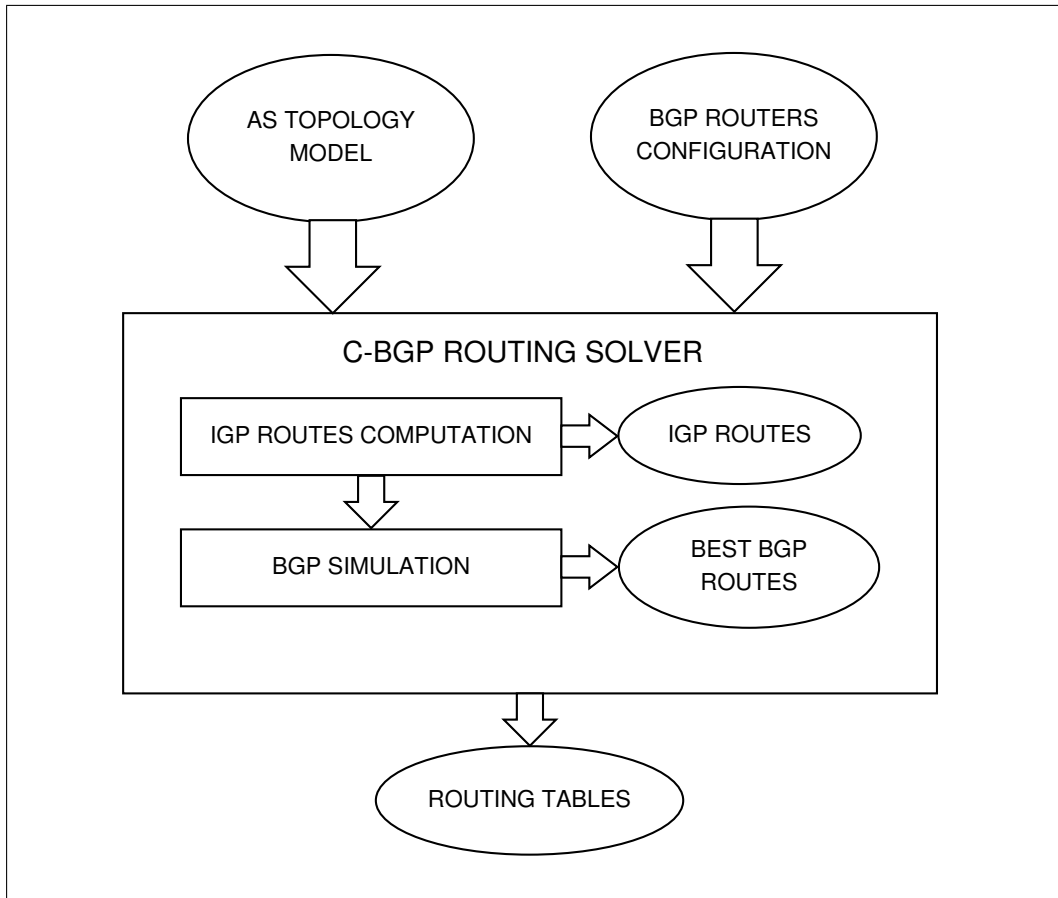 AS TOPOLOGY
MODEL
BGP ROUTERS
CONFIGURATION
C-BGP ROUTING SOLVER
IGP ROUTES COMPUTATION
IGP ROUTES
BGP SIMULATION
BEST BGP
ROUTES
ROUTING TABLES